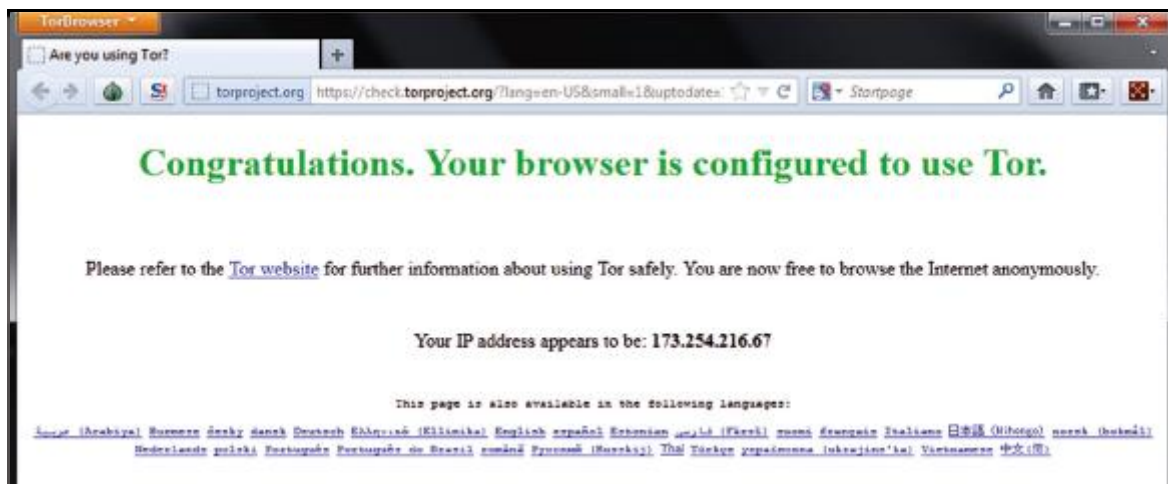 TorBrowser
Are you using Tor?
torproject.org https://check.torproject.org/?lang=en-US&small=1&uptodate= Startpage
Congratulations. Your browser is configured to use Tor.
Please refer to the Tor website for further information about using Tor safely. You are now free to browse the Internet anonymously.
Your IP address appears to be: 173.254.216.67
This page is also available in the following languages:
(Arabiya) Burmese česky dansk Deutsch Ελληνικά (Ellinika) English español Estonian فارسی (Fārsī) suomi français Italiano 日本語 (Nihongo) norsk (bokmål)
Nederlands polski Português Português do Brasil română Русский (Russkij) Thai Türkçe українська (ukrajins'ka) Vietnamese 中文(简)